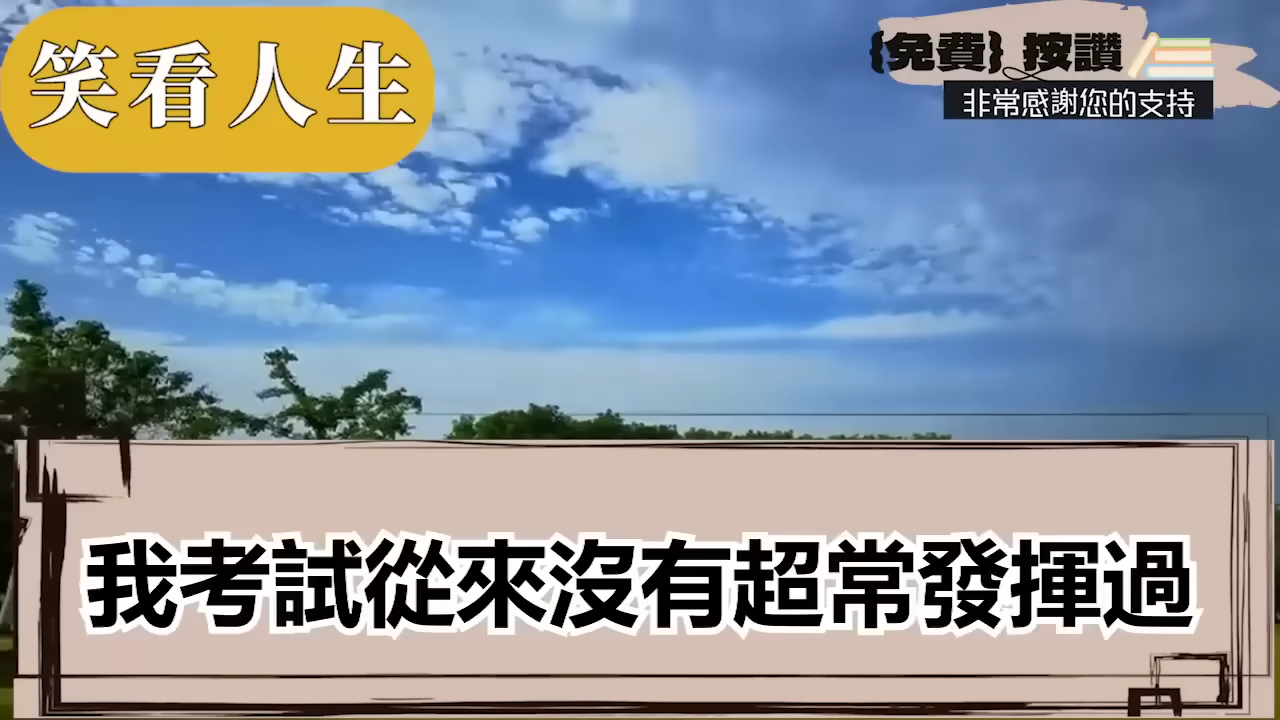 笑看人生
{免費} 按讚
非常感謝您的支持
我考試從來沒有超常發揮過